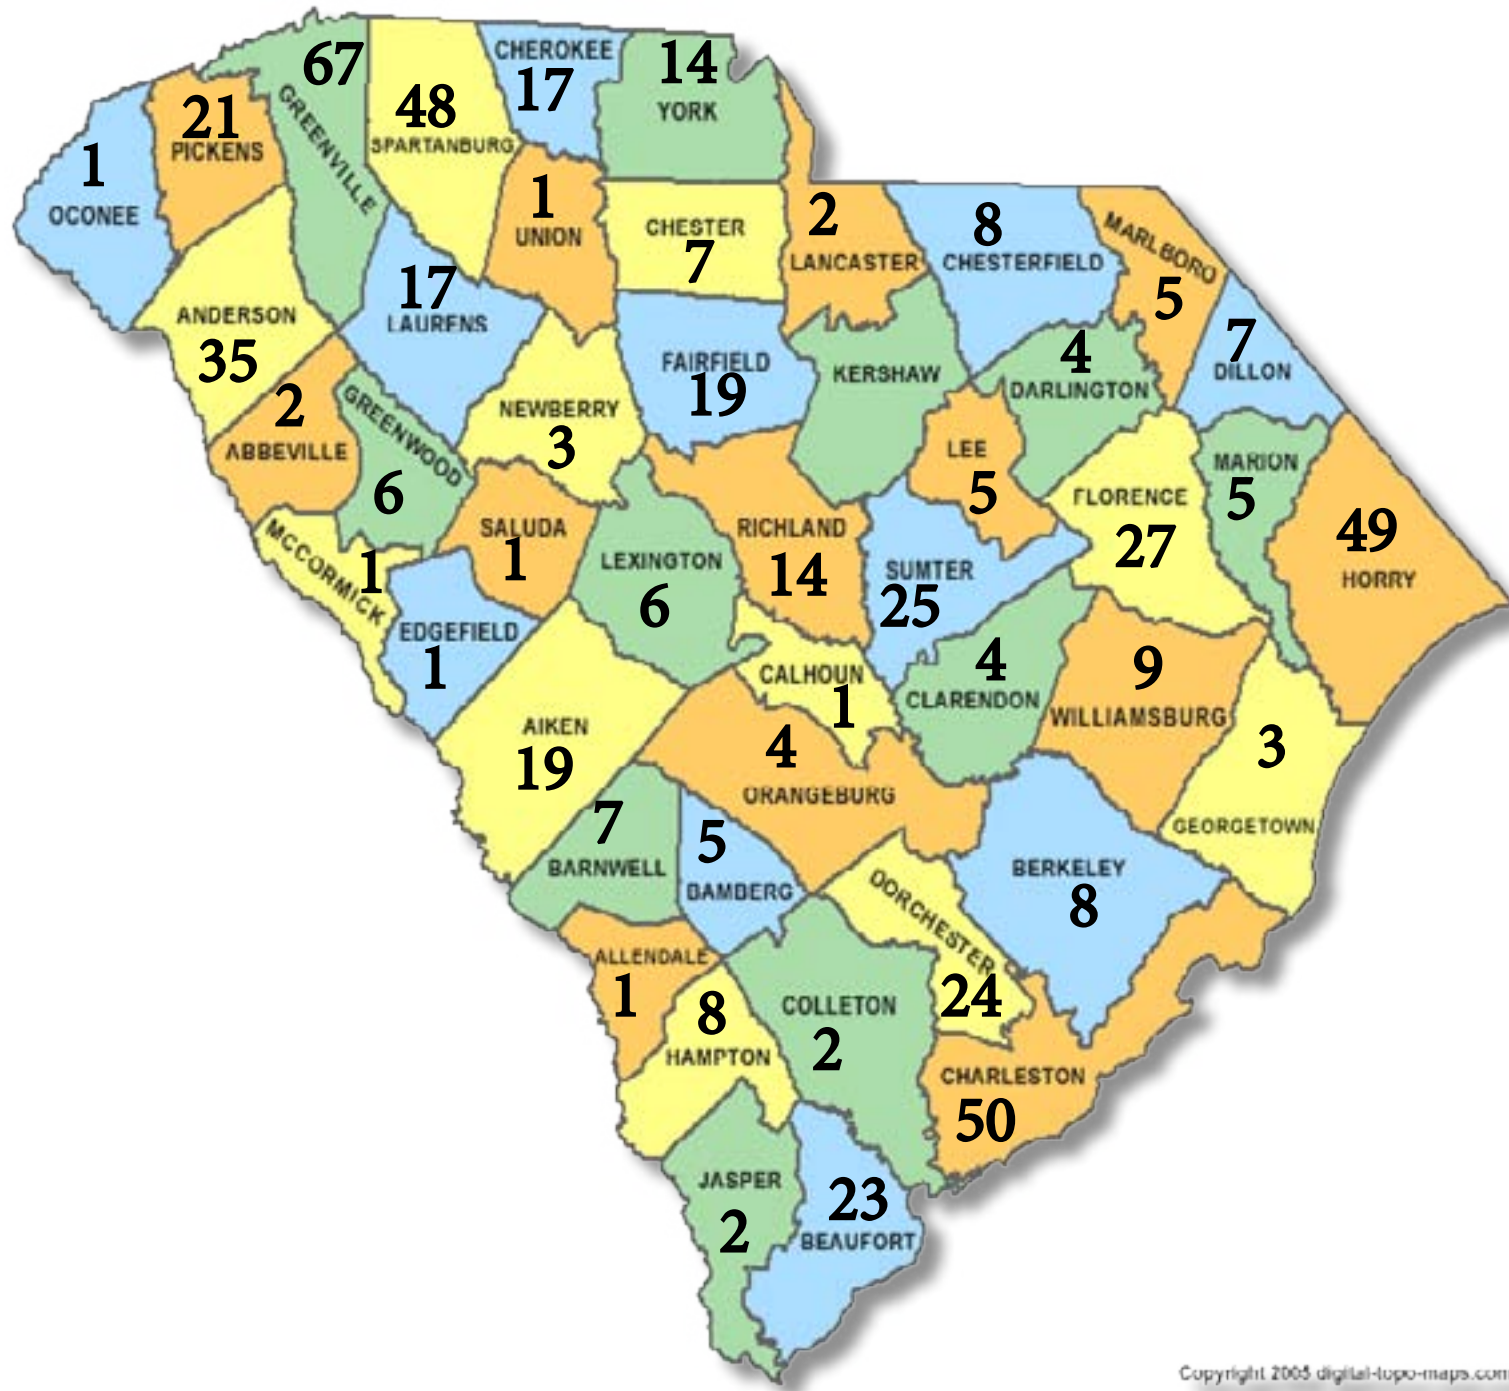 67
GREENVILLE
48
SPARTANBURG
CHEROKEE
17
14
YORK
21
PICKENS
1
OCONEE
1
UNION
CHESTER
7
2
LANCASTER
8
CHESTERFIELD
MARLBORO
5
ANDERSON
35
17
LAURENS
7
DILLON
FAIRFIELD
19
KERSHAW
4
DARLINGTON
2
ABBEVILLE
GREENWOOD
6
NEWBERRY
3
LEE
5
MARION
5
FLORENCE
27
49
HORRY
MCCORMICK
1
SALUDA
1
LEXINGTON
6
RICHLAND
14
SUMTER
25
EDGEFIELD
1
CALHOUN
1
4
CLARENDON
9
WILLIAMSBURG
AIKEN
19
4
ORANGEBURG
3
GEORGETOWN
7
BARNWELL
5
BAMBERG
BERKELEY
8
DORCHESTER
24
ALLENDALE
1
8
HAMPTON
COLLETON
2
CHARLESTON
50
JASPER
2
23
BEAUFORT
Copyright 2005 digital-topo-maps.com